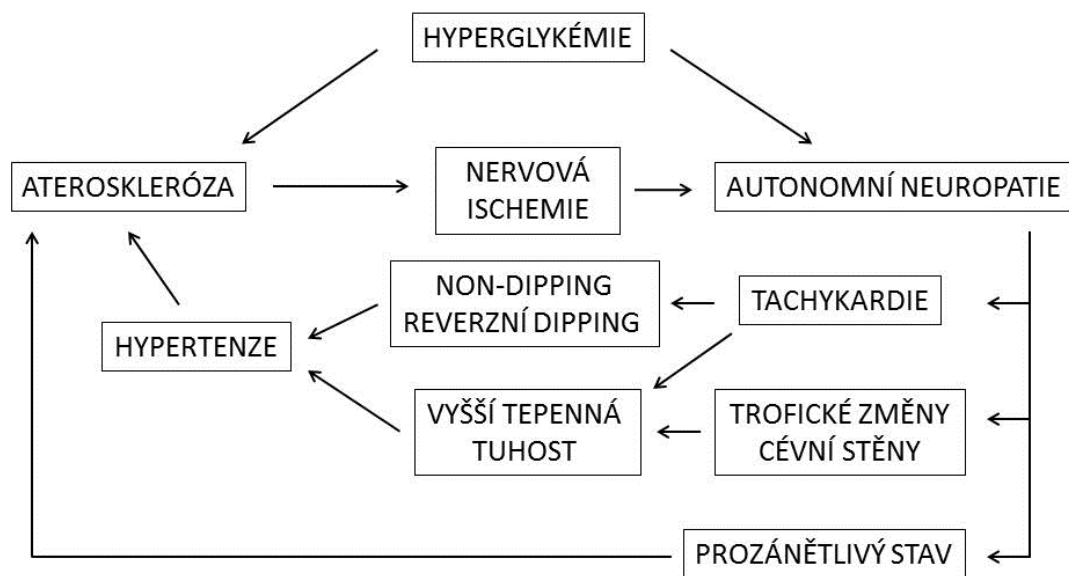 HYPERGLYKÉMIE
ATEROSKLERÓZA
NERVOVÁ
ISCHEMIE
AUTONOMNÍ NEUROPATIE
NON-DIPPING
REVERZNÍ DIPPING
TACHYKARDIE
HYPERTENZE
VYŠŠÍ TEPENNÁ
TUHOST
TROFICKÉ ZMĚNY
CÉVNÍ STĚNY
PROZÁNĚTLIVÝ STAV